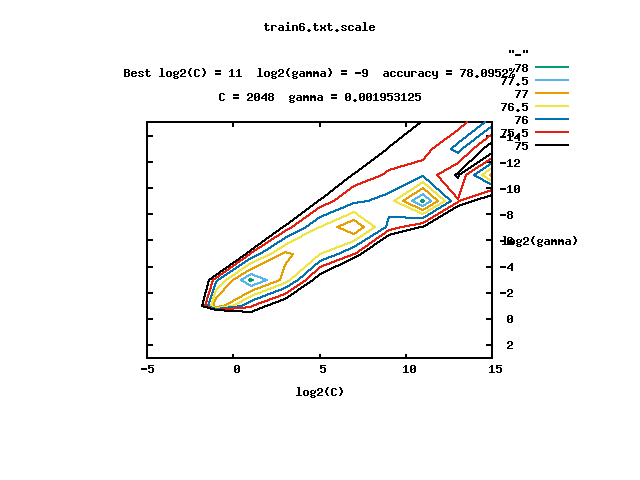 train6.txt.scale
"-"
Best log2(C) = 11 log2(gamma) = -9 accuracy = 78.0952%
78
77.5
C = 2048 gamma = 0.001953125
77
76.5
76
75.5
-14
75
-12
-10
-8
-6
log2(gamma)
-4
-2
0
2
-5 0 5 10 15
log2(C)